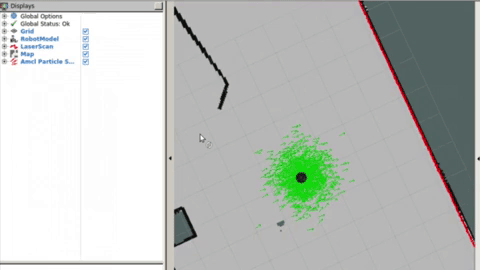 Displays
Global Options
Global Status: Ok
Grid
RobotModel
LaserScan
Map
Amcl Particle S...